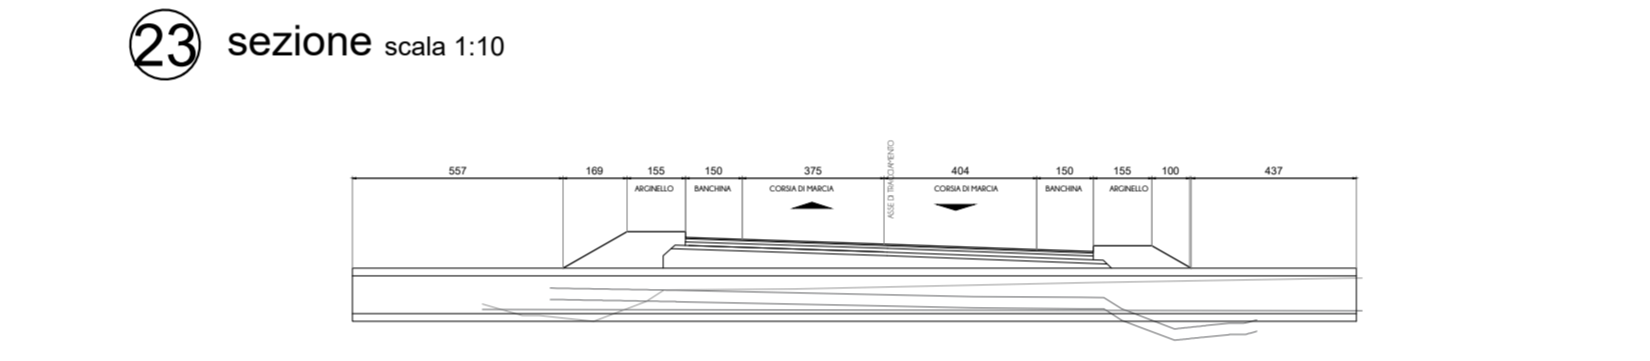 23 sezione scala 1:10
557 169 155 150 375 404 150 155 100 437
ARGINELLO BANCHINA CORSIA DI MARCIA ASSE DI TRACCIAMENTO CORSIA DI MARCIA BANCHINA ARGINELLO